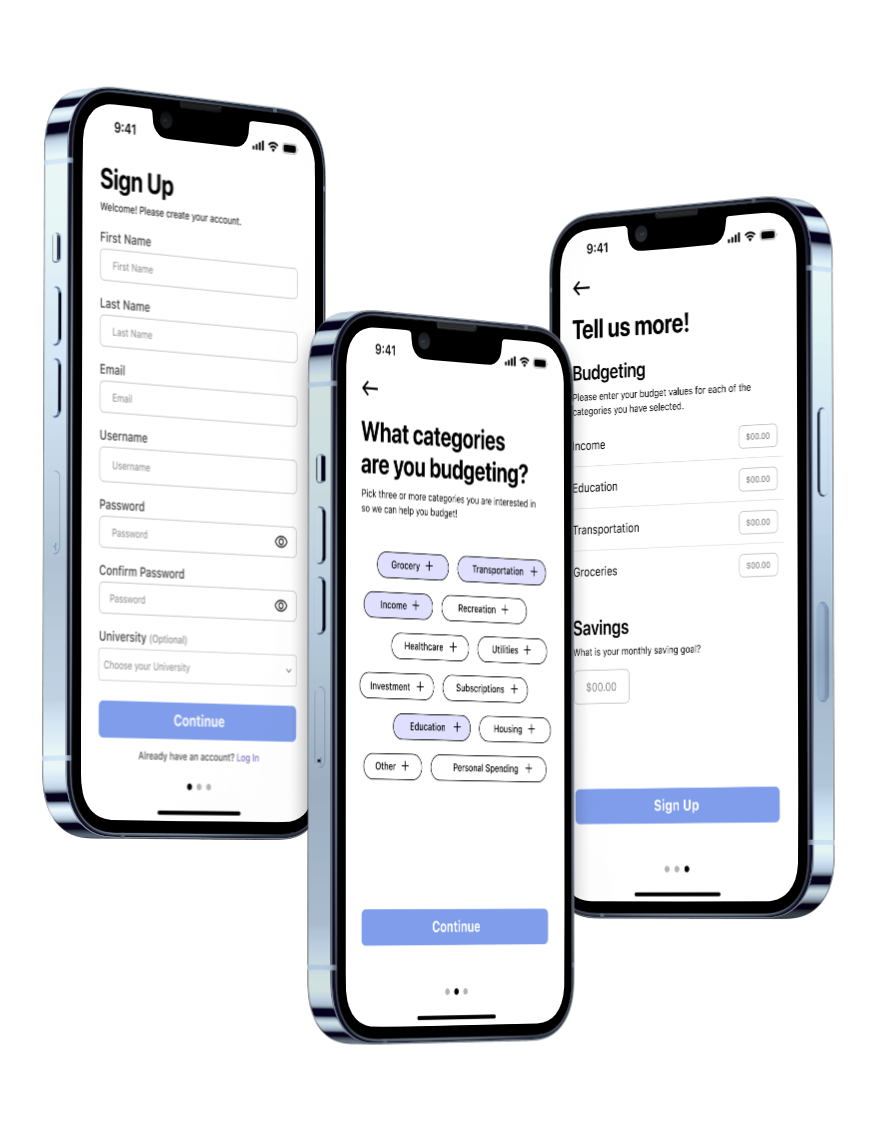 9:41
Sign Up
Welcome! Please create your account.
First Name
First Name
Last Name
Last Name
Email
Email
Username
Username
Password
Password
Confirm Password
Password
University (Optional)
Choose your University
Continue
Already have an account? Log In
9:41
What categories
are you budgeting?
Pick three or more categories you are interested in
so we can help you budget!
Grocery + Transportation +
Income + Recreation +
Healthcare + Utilities +
Investment + Subscriptions +
Education + Housing +
Other + Personal Spending +
Continue
9:41
Tell us more!
Budgeting
Please enter your budget values for each of the
categories you have selected.
Income $00.00
Education $00.00
Transportation $00.00
Groceries $00.00
Savings
What is your monthly saving goal?
$00.00
Sign Up